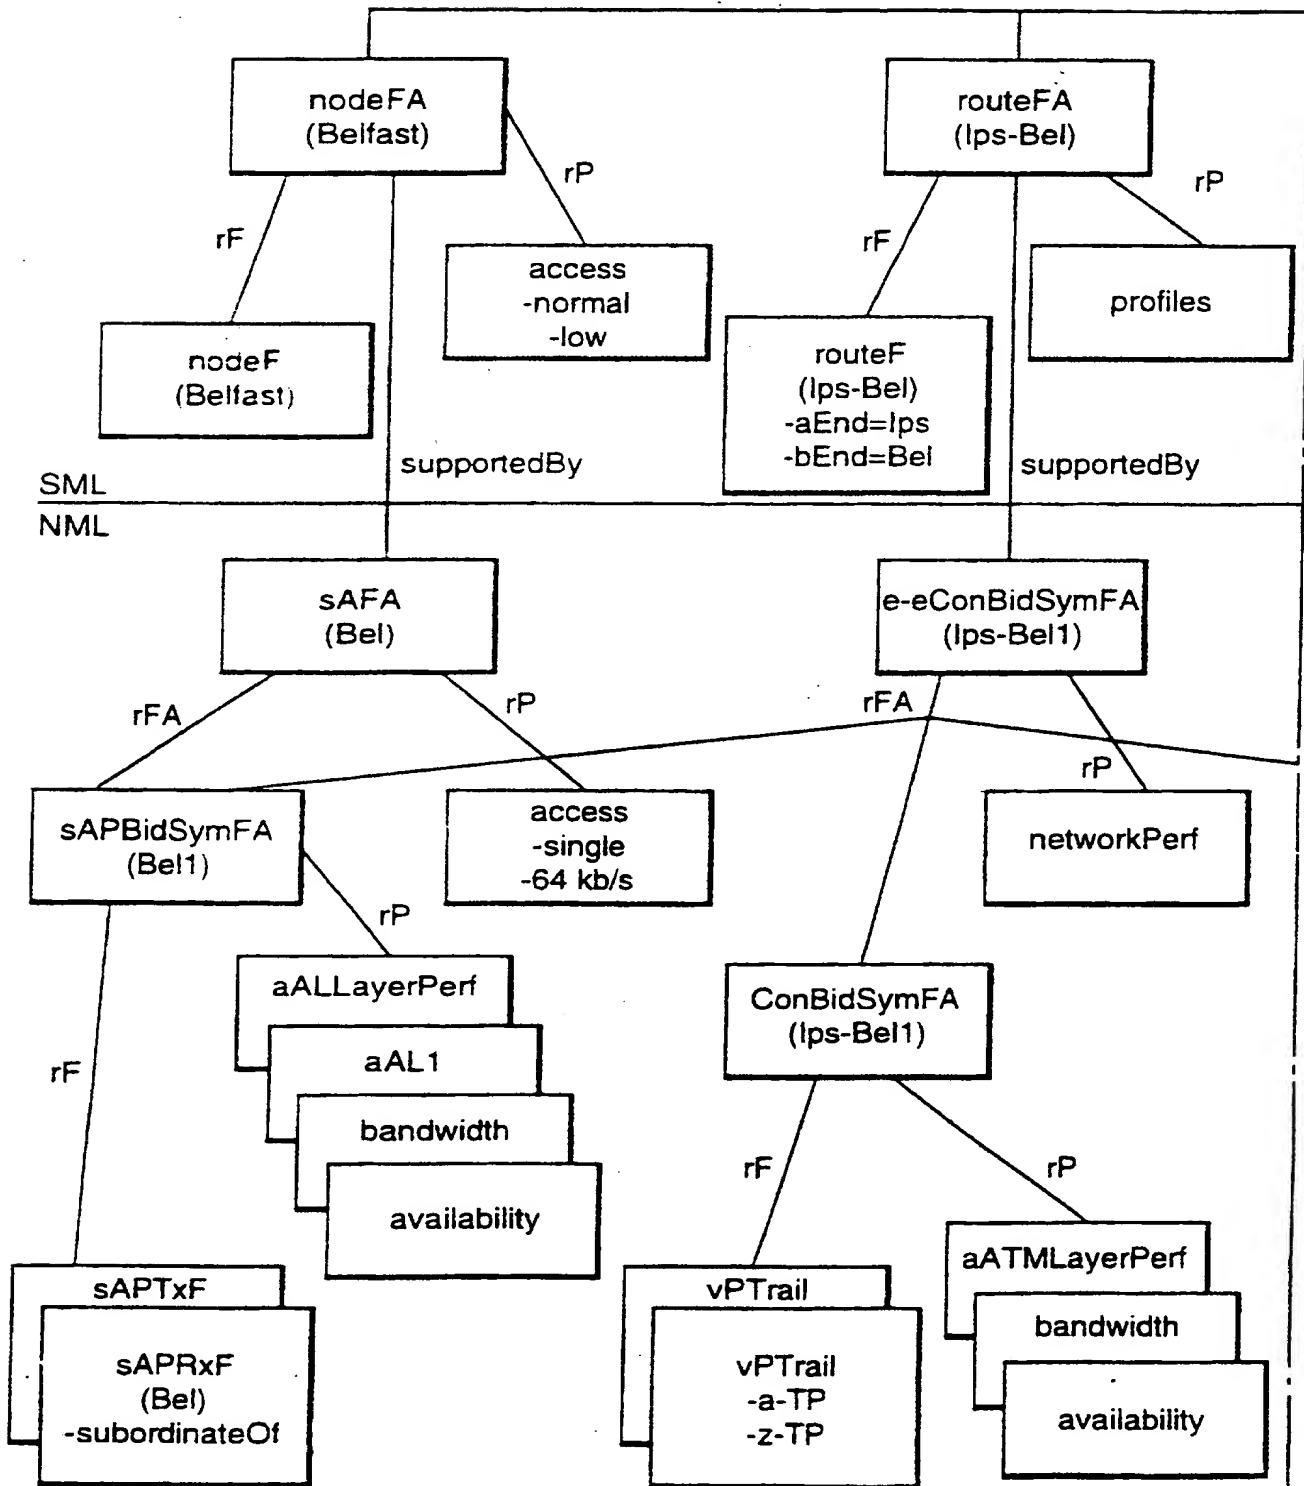 nodeFA
(Belfast)
routeFA
(Ips-Bel)
rP
rP
rF
rF
access
-normal
-low
profiles
nodeF
(Belfast)
routeF
(Ips-Bel)
-aEnd=Ips
-bEnd=Bel
supportedBy
supportedBy
SML
NML
sAFA
(Bel)
e-eConBidSymFA
(Ips-Bel1)
rFA
rP
rFA
rP
sAPBidSymFA
(Bel1)
access
-single
-64 kb/s
networkPerf
rP
aALLayerPerf
aAL1
bandwidth
availability
ConBidSymFA
(Ips-Bel1)
rF
rF
rP
sAPTxF
sAPRxF
(Bel)
-subordinateOf
vPTrail
vPTrail
-a-TP
-z-TP
aATMLayerPerf
bandwidth
availability